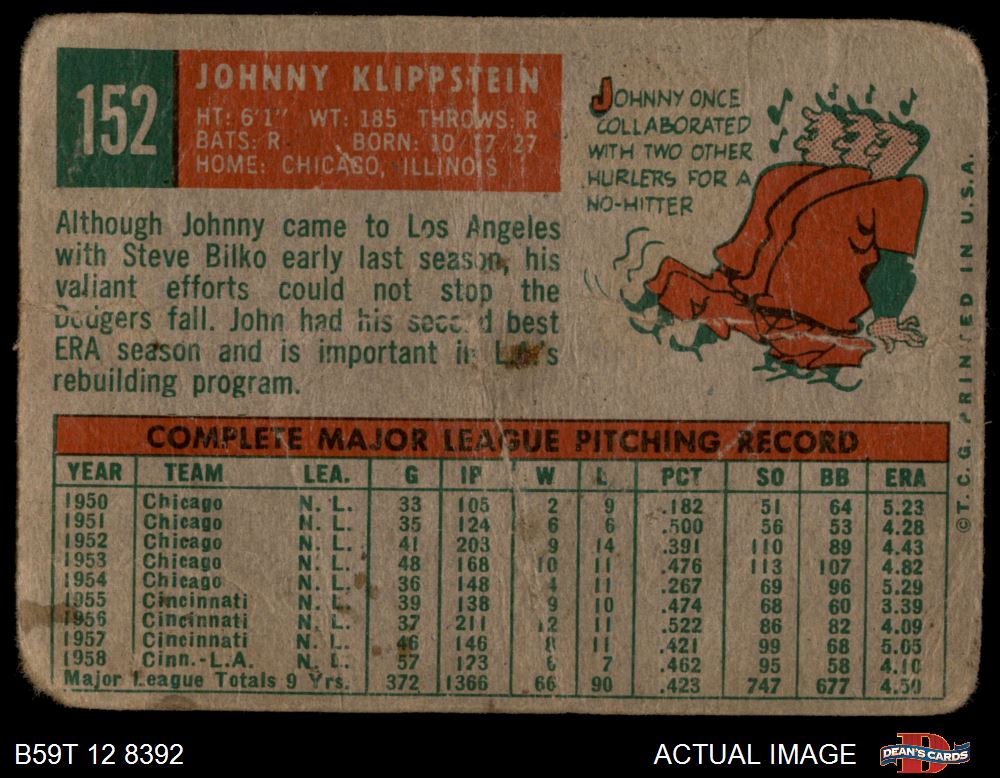 152
JOHNNY KLIPPSTEIN
HT: 6'1" WT: 185 THROWS: R
BATS: R BORN: 10/17/27
HOME: CHICAGO, ILLINOIS
Although Johnny came to Los Angeles
with Steve Bilko early last season, his
valiant efforts could not stop the
Dodgers fall. John had his second best
ERA season and is important in L.A.'s
rebuilding program.
JOHNNY ONCE
COLLABORATED
WITH TWO OTHER
HURLERS FOR A
NO-HITTER
©T. C. G. PRINTED IN U.S.A.
COMPLETE MAJOR LEAGUE PITCHING RECORD
YEAR TEAM LEA. G IP W L PCT SO BB ERA
1950 Chicago N. L. 33 105 2 9 .182 51 64 5.23
1951 Chicago N. L. 35 124 6 6 .500 56 53 4.28
1952 Chicago N. L. 41 203 9 14 .391 110 89 4.43
1953 Chicago N. L. 48 168 10 11 .476 113 107 4.82
1954 Chicago N. L. 36 148 4 11 .267 69 96 5.29
1955 Cincinnati N. L. 39 138 9 10 .474 68 60 3.39
1956 Cincinnati N. L. 37 211 12 11 .522 86 82 4.09
1957 Cincinnati N. L. 46 146 8 11 .421 99 68 5.05
1958 Cinn.-L.A. N. L. 57 123 6 7 .462 95 58 4.10
Major League Totals 9 Yrs. 372 1366 66 90 .423 747 677 4.50
B59T 12 8392
ACTUAL IMAGE
DEAN'S CARDS